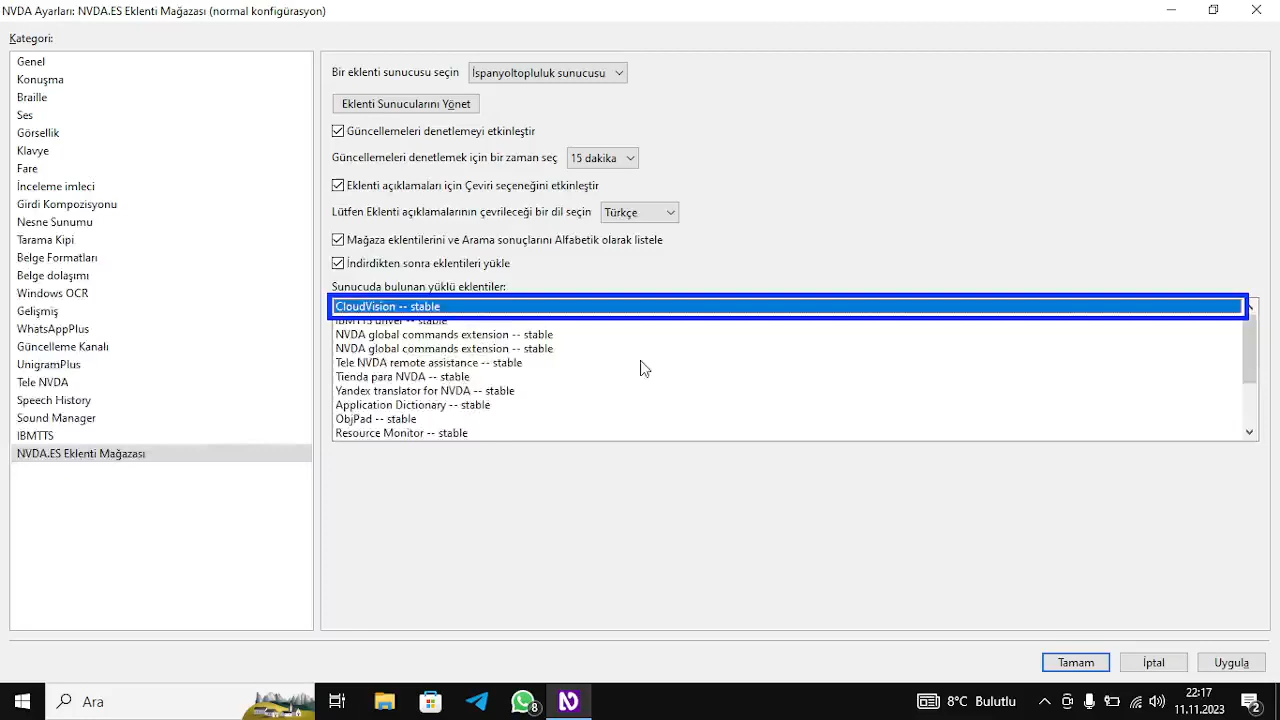 NVDA Ayarları: NVDA.ES Eklenti Mağazası (normal konfigürasyon)
Kategori:
Genel
Konuşma
Braille
Ses
Görsellik
Klavye
Fare
İnceleme imleci
Girdi Kompozisyonu
Nesne Sunumu
Tarama Kipi
Belge Formatları
Belge dolaşımı
Windows OCR
Gelişmiş
WhatsAppPlus
Güncelleme Kanalı
UnigramPlus
Tele NVDA
Speech History
Sound Manager
IBMTTS
NVDA.ES Eklenti Mağazası
Bir eklenti sunucusu seçin İspanyoltopluluk sunucusu
Eklenti Sunucularını Yönet
Güncellemeleri denetlemeyi etkinleştir
Güncellemeleri denetlemek için bir zaman seç 15 dakika
Eklenti açıklamaları için Çeviri seçeneğini etkinleştir
Lütfen Eklenti açıklamalarının çevrileceği bir dil seçin Türkçe
Mağaza eklentilerini ve Arama sonuçlarını Alfabetik olarak listele
İndirdikten sonra eklentileri yükle
Sunucuda bulunan yüklü eklentiler:
CloudVision -- stable
IBMTTS driver -- stable
NVDA global commands extension -- stable
NVDA global commands extension -- stable
Tele NVDA remote assistance -- stable
Tienda para NVDA -- stable
Yandex translator for NVDA -- stable
Application Dictionary -- stable
ObjPad -- stable
Resource Monitor -- stable
Tamam
İptal
Uygula
Ara
8
8°C Bulutlu
22:17
11.11.2023
2